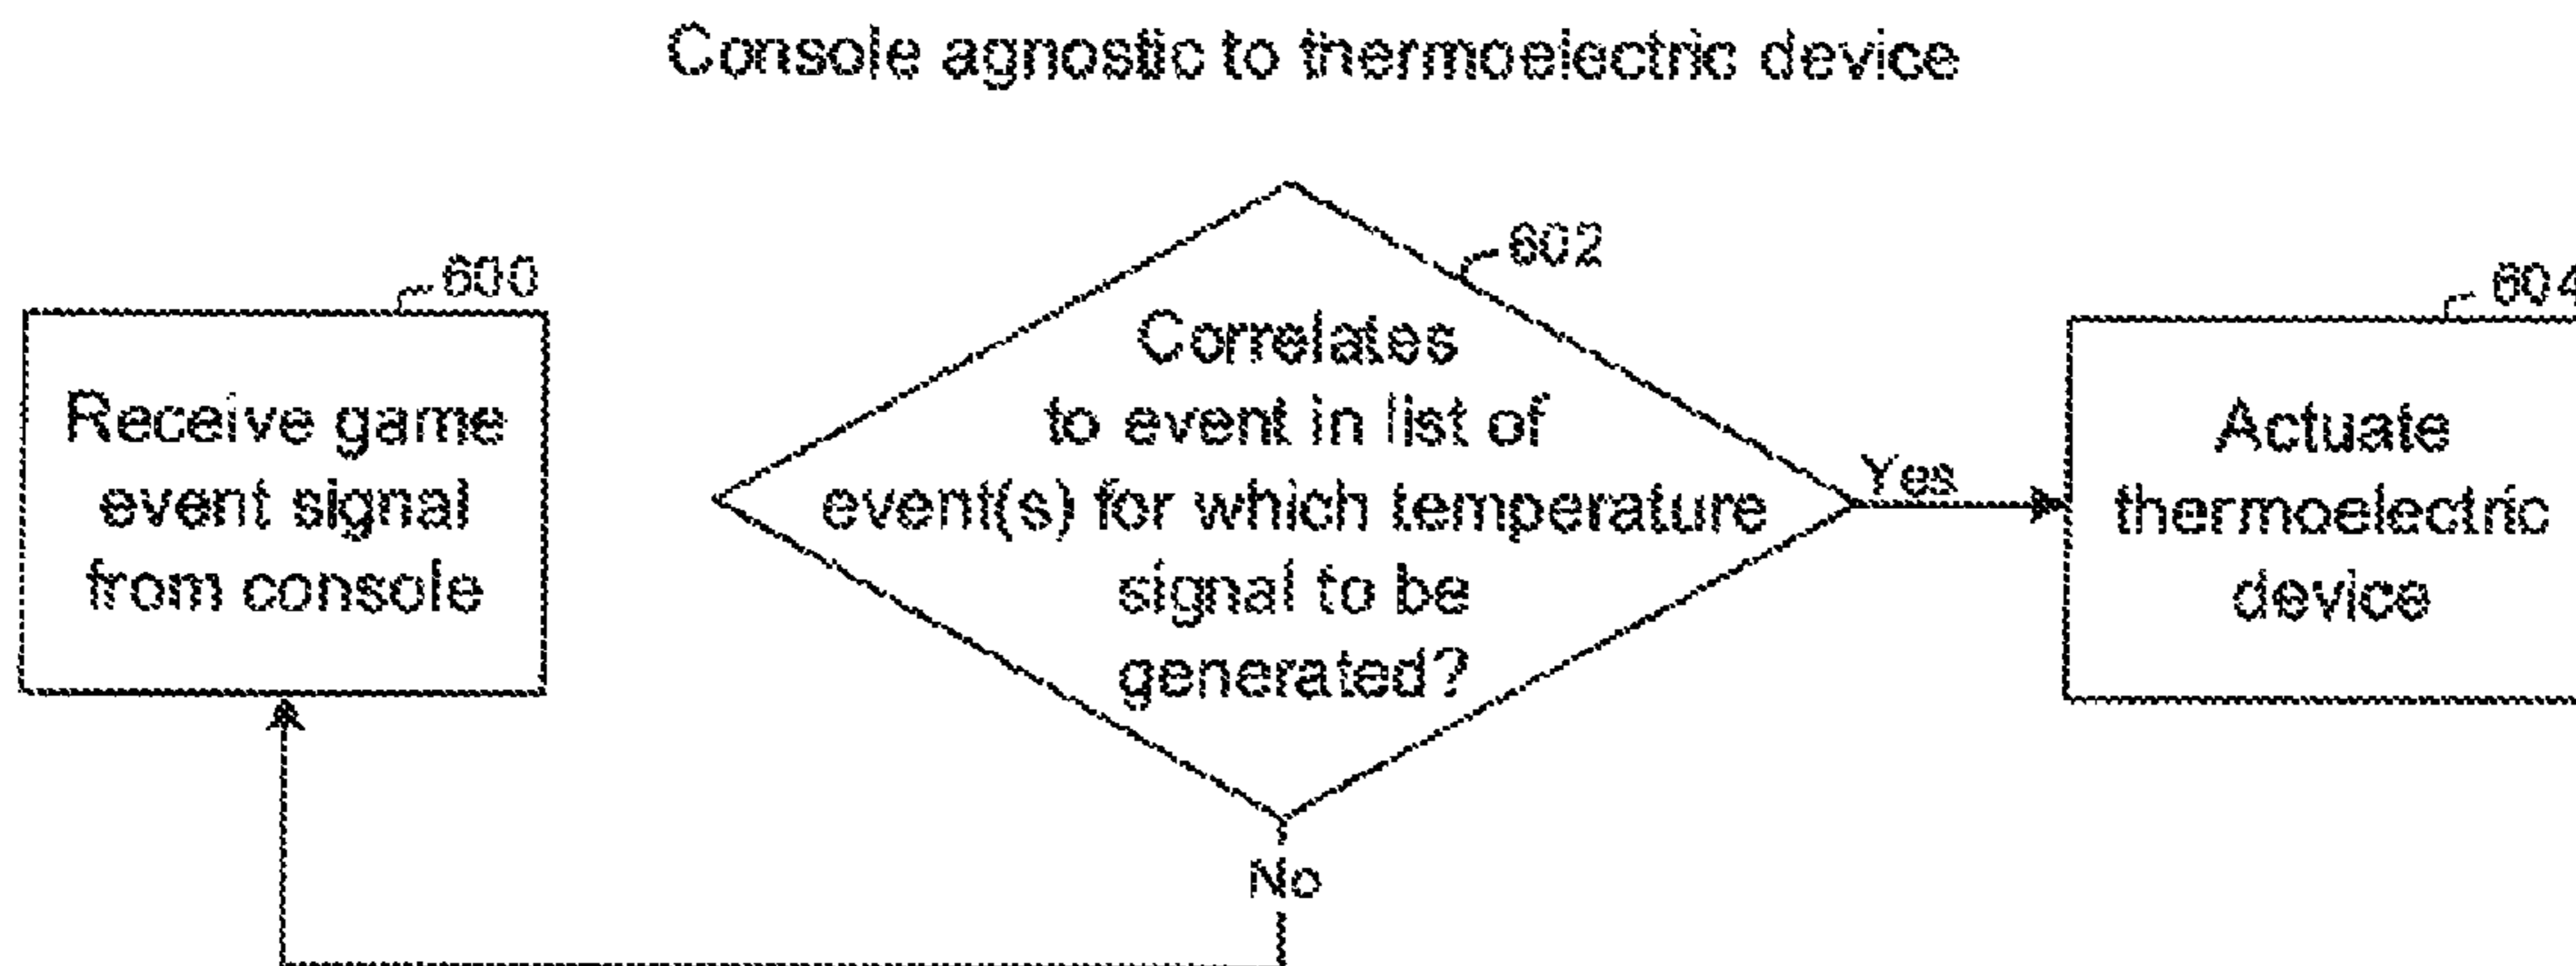 Console agnostic to thermoelectric device
600
Receive game
event signal
from console
602
Correlates
to event in list of
event(s) for which temperature
signal to be
generated?
Yes
No
604
Actuate
thermoelectric
device